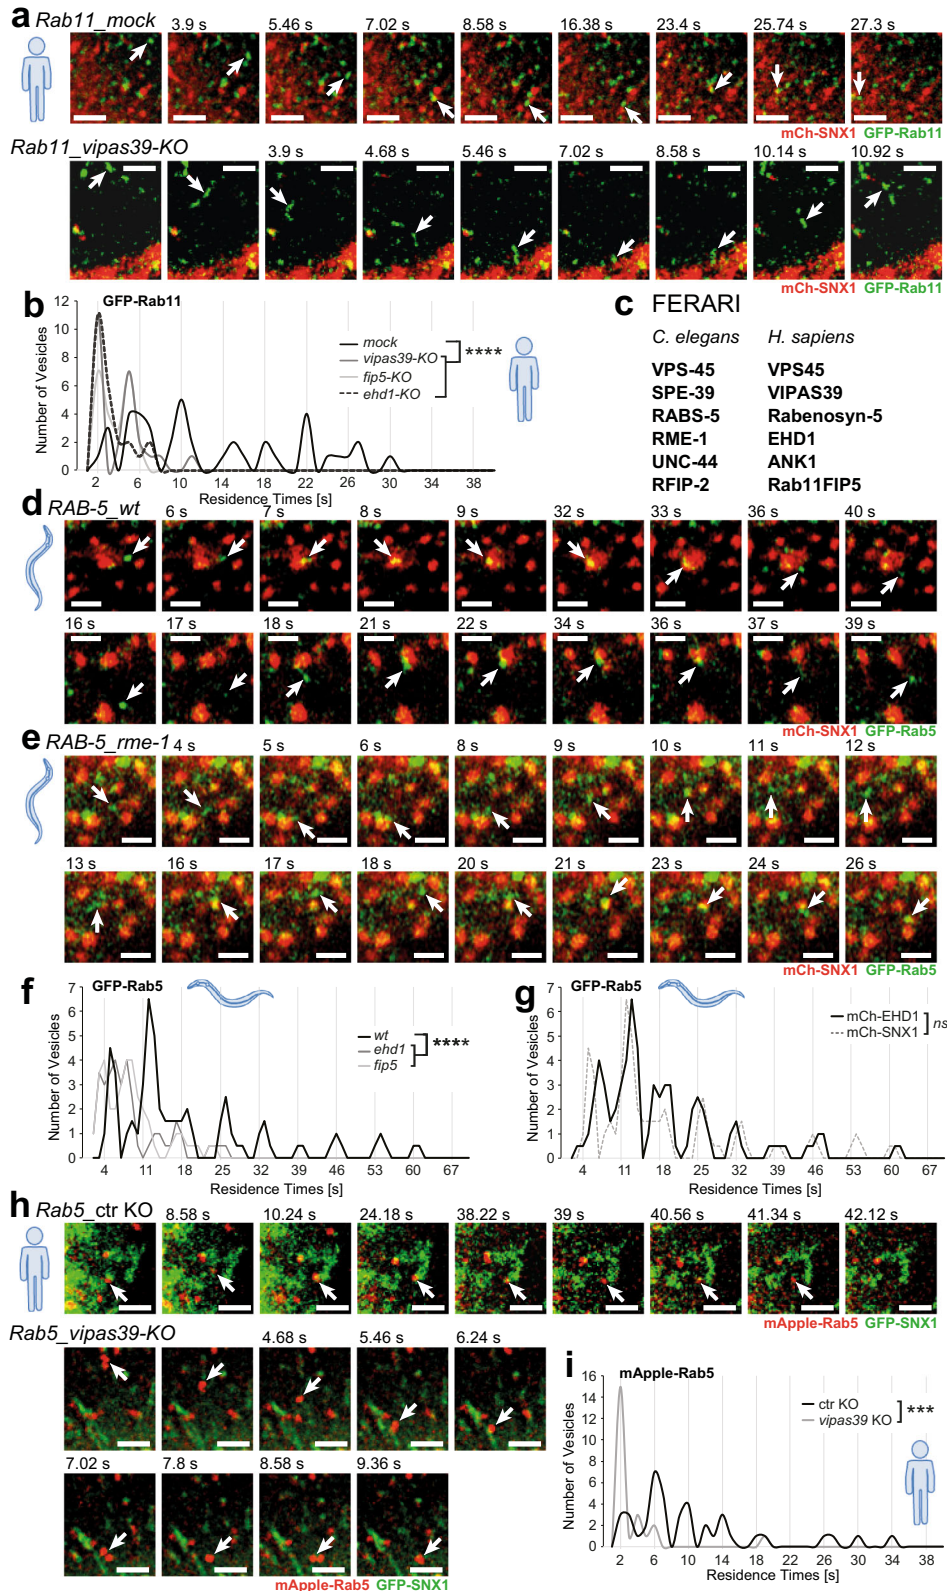 a Rab11_mock
3.9 s 5.46 s 7.02 s 8.58 s 16.38 s 23.4 s 25.74 s 27.3 s
mCh-SNX1 GFP-Rab11
Rab11_vipas39-KO
3.9 s 4.68 s 5.46 s 7.02 s 8.58 s 10.14 s 10.92 s
mCh-SNX1 GFP-Rab11
b GFP-Rab11
Number of Vesicles
12
10
8
6
4
2
0
mock
vipas39-KO
fip5-KO
ehd1-KO
****
2 6 10 14 18 22 26 30 34 38
Residence Times [s]
c FERARI
C. elegans H. sapiens
VPS-45 VPS45
SPE-39 VIPAS39
RABS-5 Rabenosyn-5
RME-1 EHD1
UNC-44 ANK1
RFIP-2 Rab11FIP5
d RAB-5_wt
6 s 7 s 8 s 9 s 32 s 33 s 36 s 40 s
16 s 17 s 18 s 21 s 22 s 34 s 36 s 37 s 39 s
mCh-SNX1 GFP-Rab5
e RAB-5_rme-1
4 s 5 s 6 s 8 s 9 s 10 s 11 s 12 s
13 s 16 s 17 s 18 s 20 s 21 s 23 s 24 s 26 s
mCh-SNX1 GFP-Rab5
f GFP-Rab5
Number of Vesicles
7
6
5
4
3
2
1
0
wt
ehd1
fip5
****
4 11 18 25 32 39 46 53 60 67
Residence Times [s]
g GFP-Rab5
Number of Vesicles
7
6
5
4
3
2
1
0
mCh-EHD1
mCh-SNX1
ns
4 11 18 25 32 39 46 53 60 67
Residence Times [s]
h Rab5_ctr KO
8.58 s 10.24 s 24.18 s 38.22 s 39 s 40.56 s 41.34 s 42.12 s
mApple-Rab5 GFP-SNX1
Rab5_vipas39-KO
4.68 s 5.46 s 6.24 s
7.02 s 7.8 s 8.58 s 9.36 s
mApple-Rab5 GFP-SNX1
i mApple-Rab5
Number of Vesicles
16
14
12
10
8
6
4
2
0
ctr KO
vipas39 KO
***
2 6 10 14 18 22 26 30 34 38
Residence Times [s]